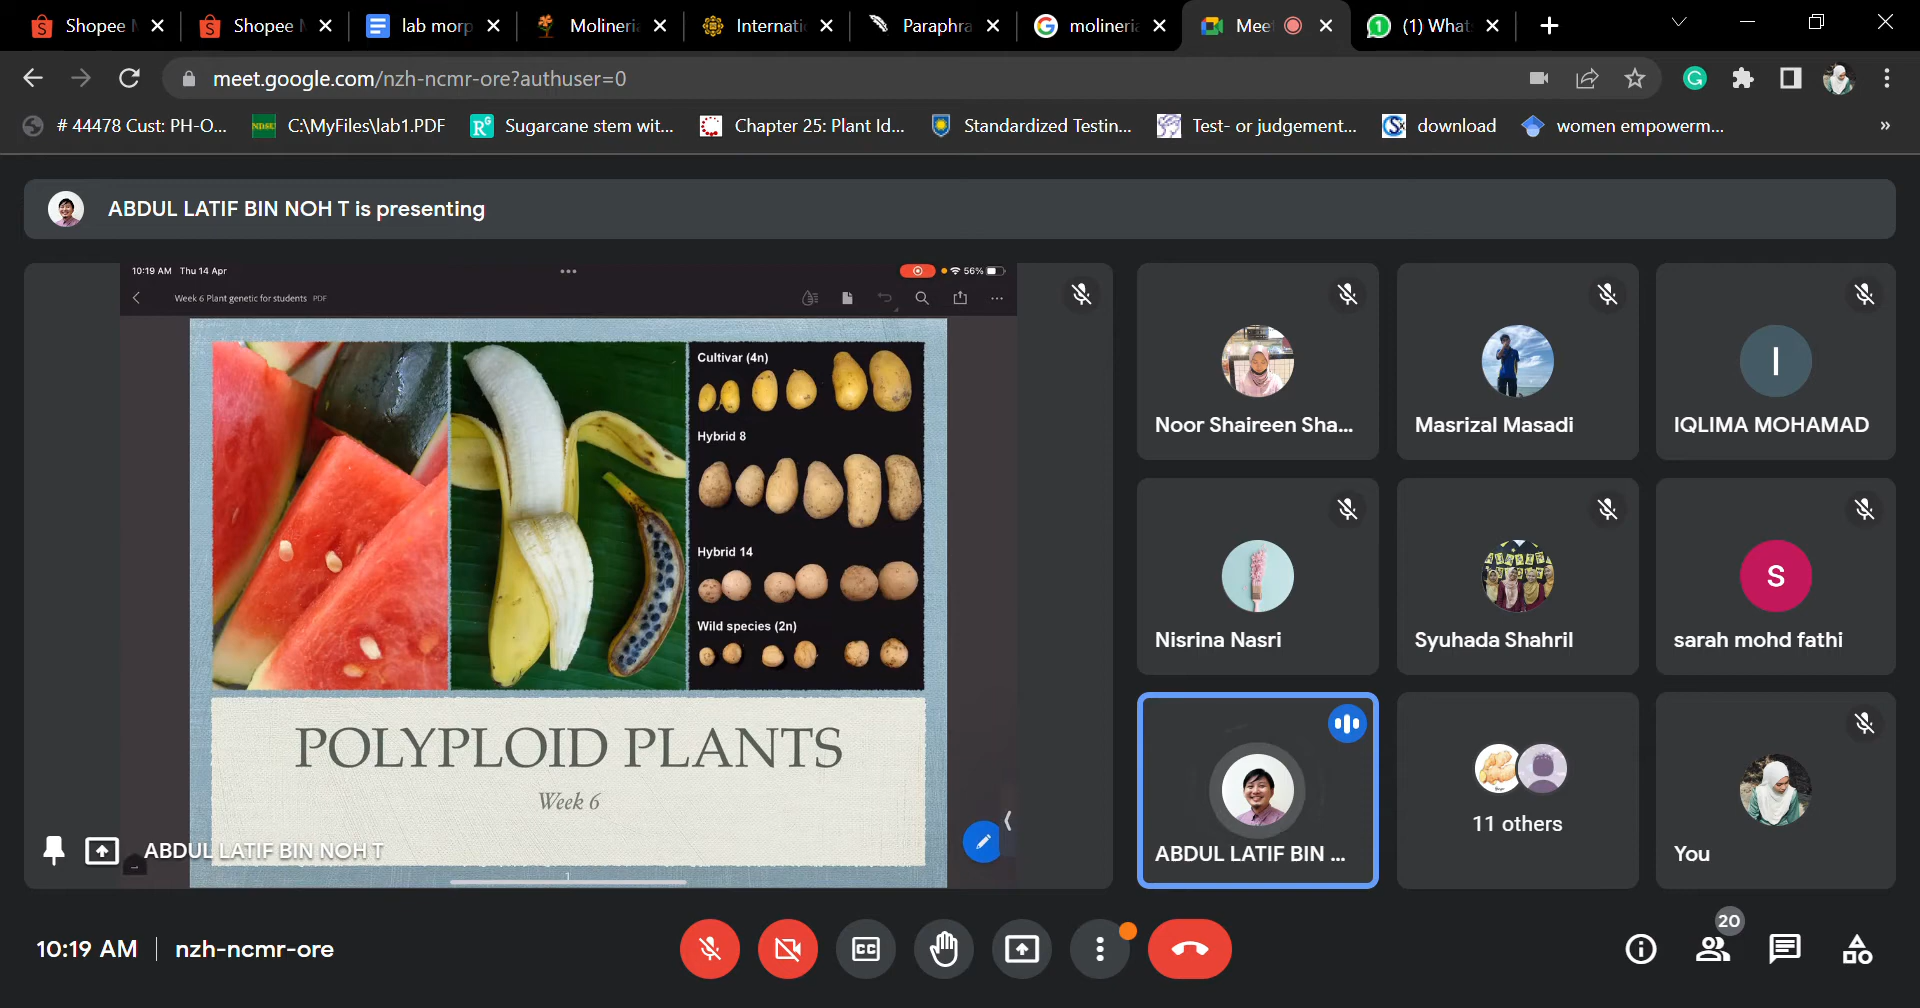 Shopee
Shopee
lab morp
Molineri
Internati
Paraphra
molineria
Meet
(1) What
meet.google.com/nzh-ncmr-ore?authuser=0
# 44478 Cust: PH-O...
C:\MyFiles\lab1.PDF
Sugarcane stem wit...
Chapter 25: Plant Id...
Standardized Testin...
Test- or judgement...
download
women empowerm...
»
ABDUL LATIF BIN NOH T is presenting
10:19 AM Thu 14 Apr
56%
Week 6 Plant genetic for students PDF
Cultivar (4n)
Hybrid 8
Hybrid 14
Wild species (2n)
POLYPLOID PLANTS
Week 6
1
ABDUL LATIF BIN NOH T
Noor Shaireen Sha...
Masrizal Masadi
I
IQLIMA MOHAMAD
Nisrina Nasri
Syuhada Shahril
S
sarah mohd fathi
ABDUL LATIF BIN ...
11 others
You
10:19 AM
nzh-ncmr-ore
CC
20